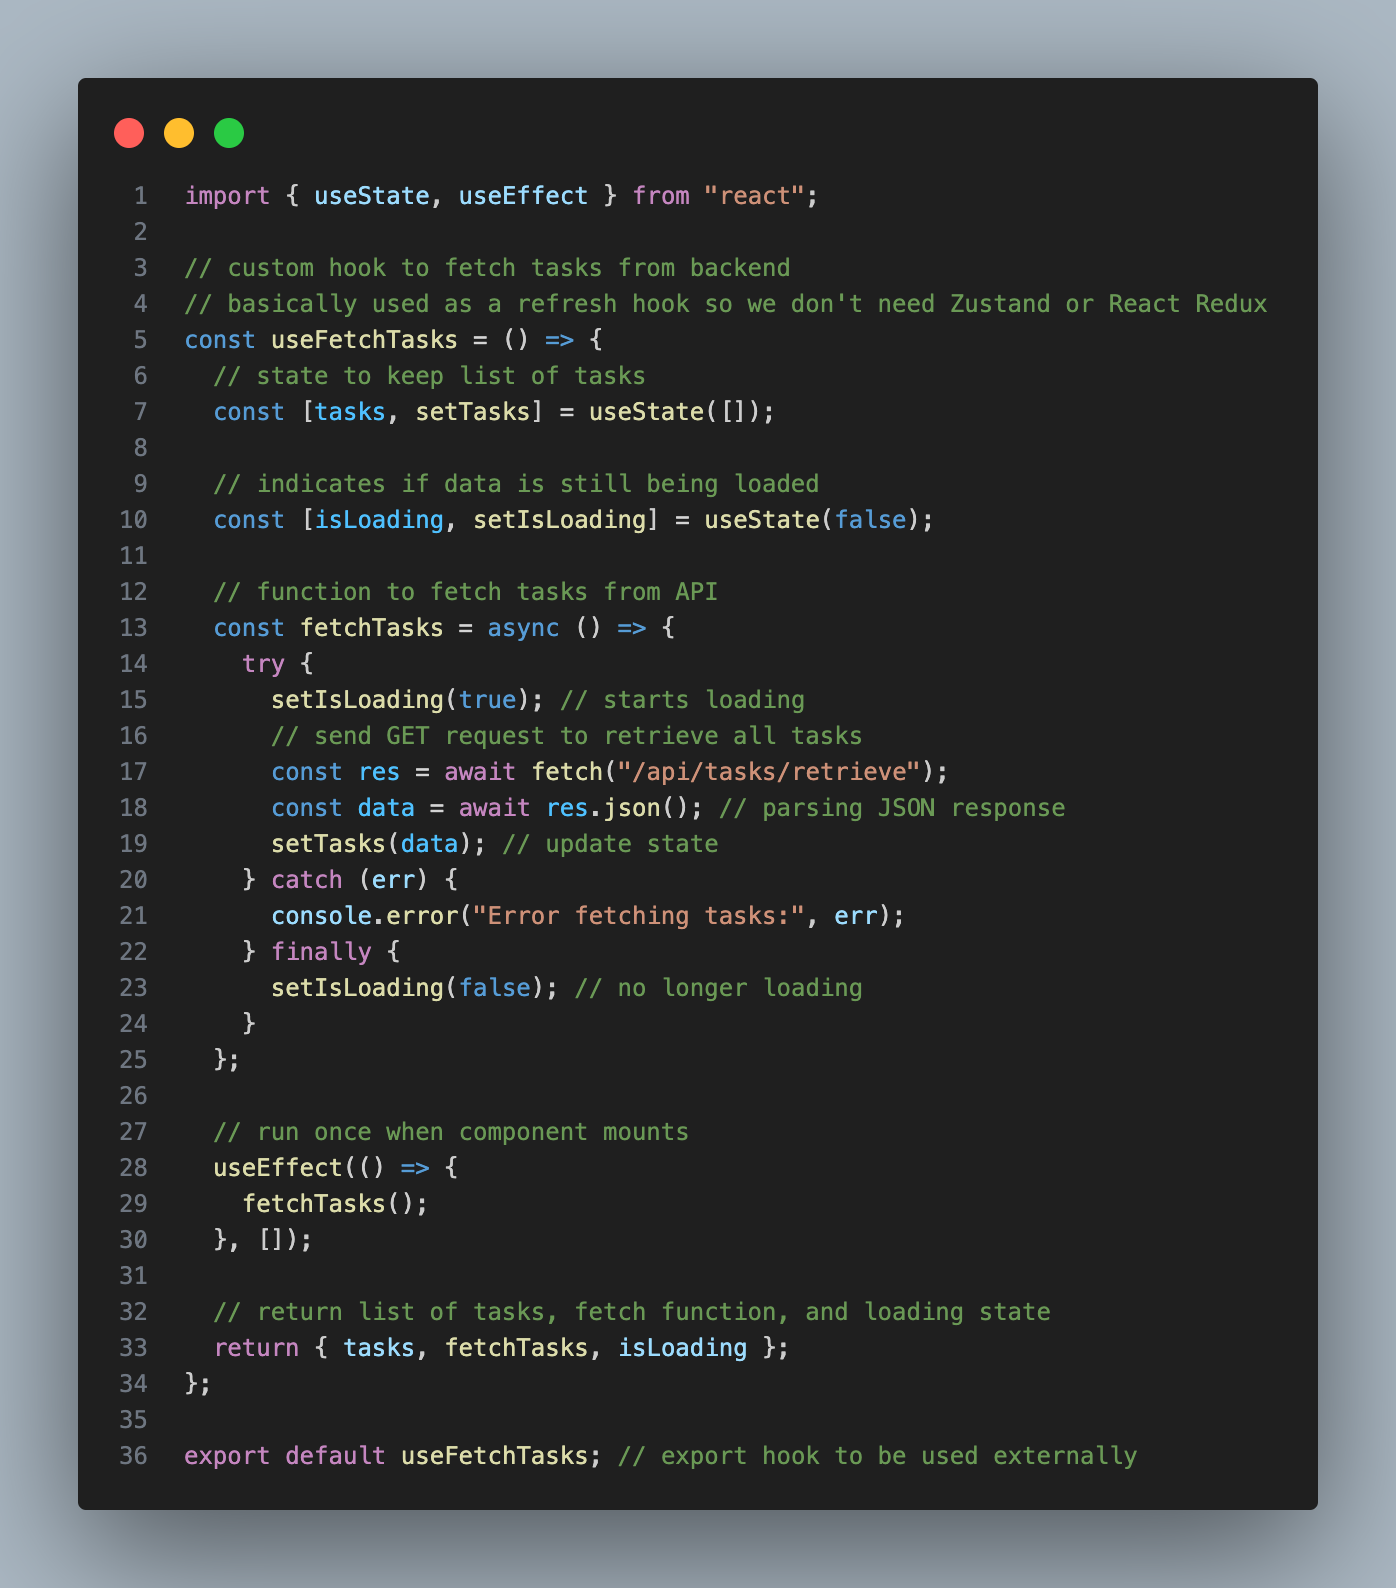 1 import { useState, useEffect } from "react";
2
3 // custom hook to fetch tasks from backend
4 // basically used as a refresh hook so we don't need Zustand or React Redux
5 const useFetchTasks = () => {
6   // state to keep list of tasks
7   const [tasks, setTasks] = useState([]);
8
9   // indicates if data is still being loaded
10   const [isLoading, setIsLoading] = useState(false);
11
12   // function to fetch tasks from API
13   const fetchTasks = async () => {
14     try {
15       setIsLoading(true); // starts loading
16       // send GET request to retrieve all tasks
17       const res = await fetch("/api/tasks/retrieve");
18       const data = await res.json(); // parsing JSON response
19       setTasks(data); // update state
20     } catch (err) {
21       console.error("Error fetching tasks:", err);
22     } finally {
23       setIsLoading(false); // no longer loading
24     }
25   };
26
27   // run once when component mounts
28   useEffect(() => {
29     fetchTasks();
30   }, []);
31
32   // return list of tasks, fetch function, and loading state
33   return { tasks, fetchTasks, isLoading };
34 };
35
36 export default useFetchTasks; // export hook to be used externally